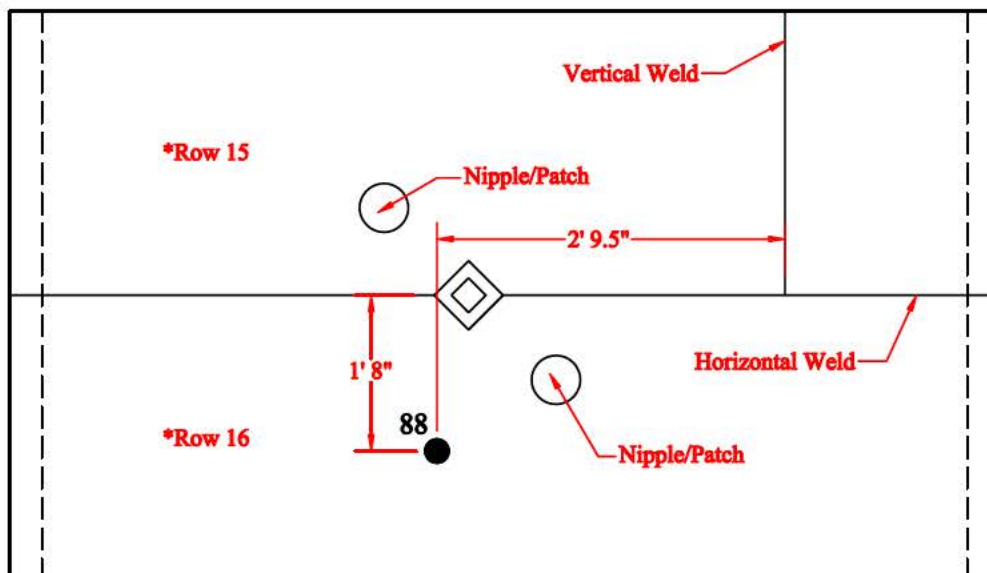 Vertical Weld
*Row 15
Nipple/Patch
2' 9.5"
Horizontal Weld
1' 8"
88
*Row 16
Nipple/Patch